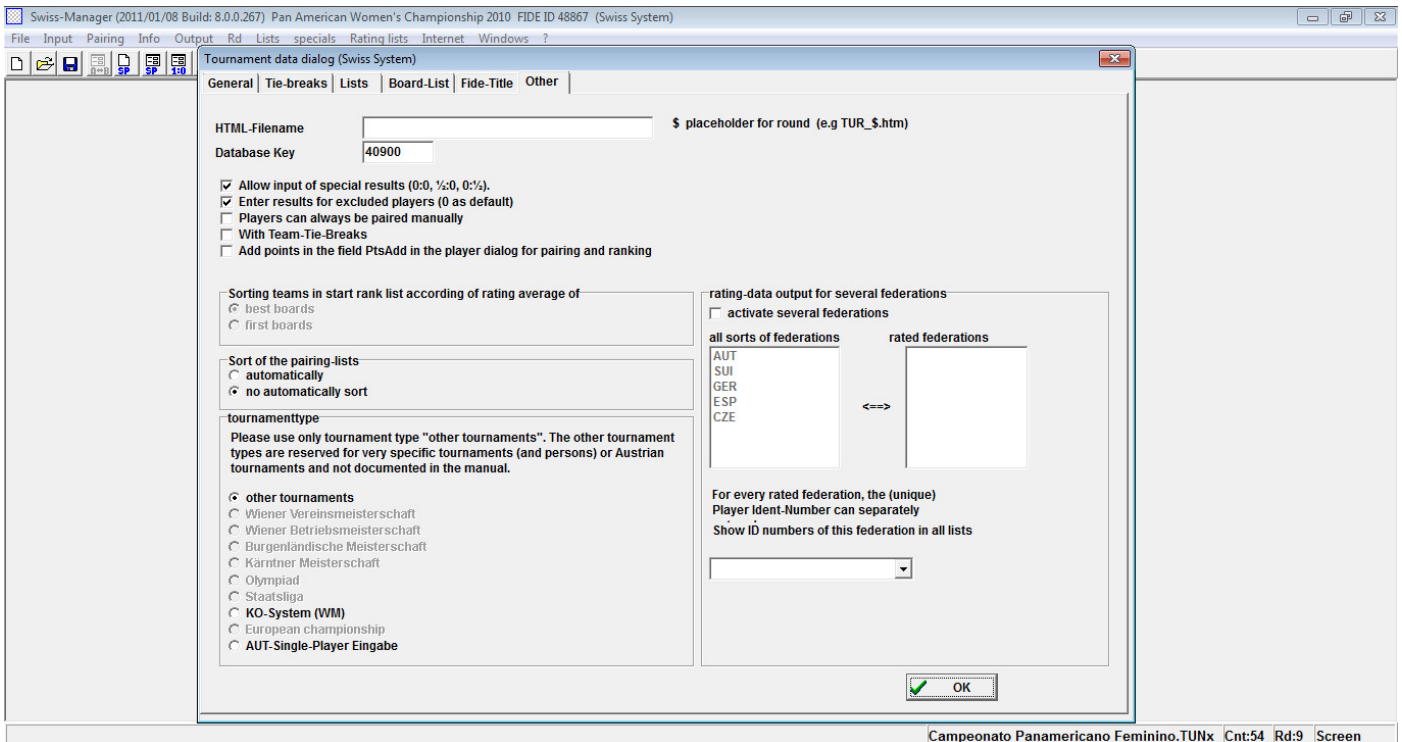 Swiss-Manager (2011/01/08 Build: 8.0.0.267) Pan American Women's Championship 2010 FIDE ID 48867 (Swiss System)
File Input Pairing Info Output Rd Lists specials Rating lists Internet Windows ?
SP SP 1:0
Tournament data dialog (Swiss System)
General Tie-breaks Lists Board-List Fide-Title Other
HTML-Filename $ placeholder for round (e.g TUR_$.htm)
Database Key 40900
Allow input of special results (0:0, ½:0, 0:½).
Enter results for excluded players (0 as default)
Players can always be paired manually
With Team-Tie-Breaks
Add points in the field PtsAdd in the player dialog for pairing and ranking
Sorting teams in start rank list according of rating average of
best boards
first boards
Sort of the pairing-lists
automatically
no automatically sort
tournamenttype
Please use only tournament type "other tournaments". The other tournament
types are reserved for very specific tournaments (and persons) or Austrian
tournaments and not documented in the manual.
other tournaments
Wiener Vereinsmeisterschaft
Wiener Betriebsmeisterschaft
Burgenländische Meisterschaft
Kärntner Meisterschaft
Olympiad
Staatsliga
KO-System (WM)
European championship
AUT-Single-Player Eingabe
rating-data output for several federations
activate several federations
all sorts of federations rated federations
AUT
SUI
GER
ESP
CZE
<==>
For every rated federation, the (unique)
Player Ident-Number can separately
Show ID numbers of this federation in all lists
OK
Campeonato Panamericano Feminino.TUNx Cnt:54 Rd:9 Screen